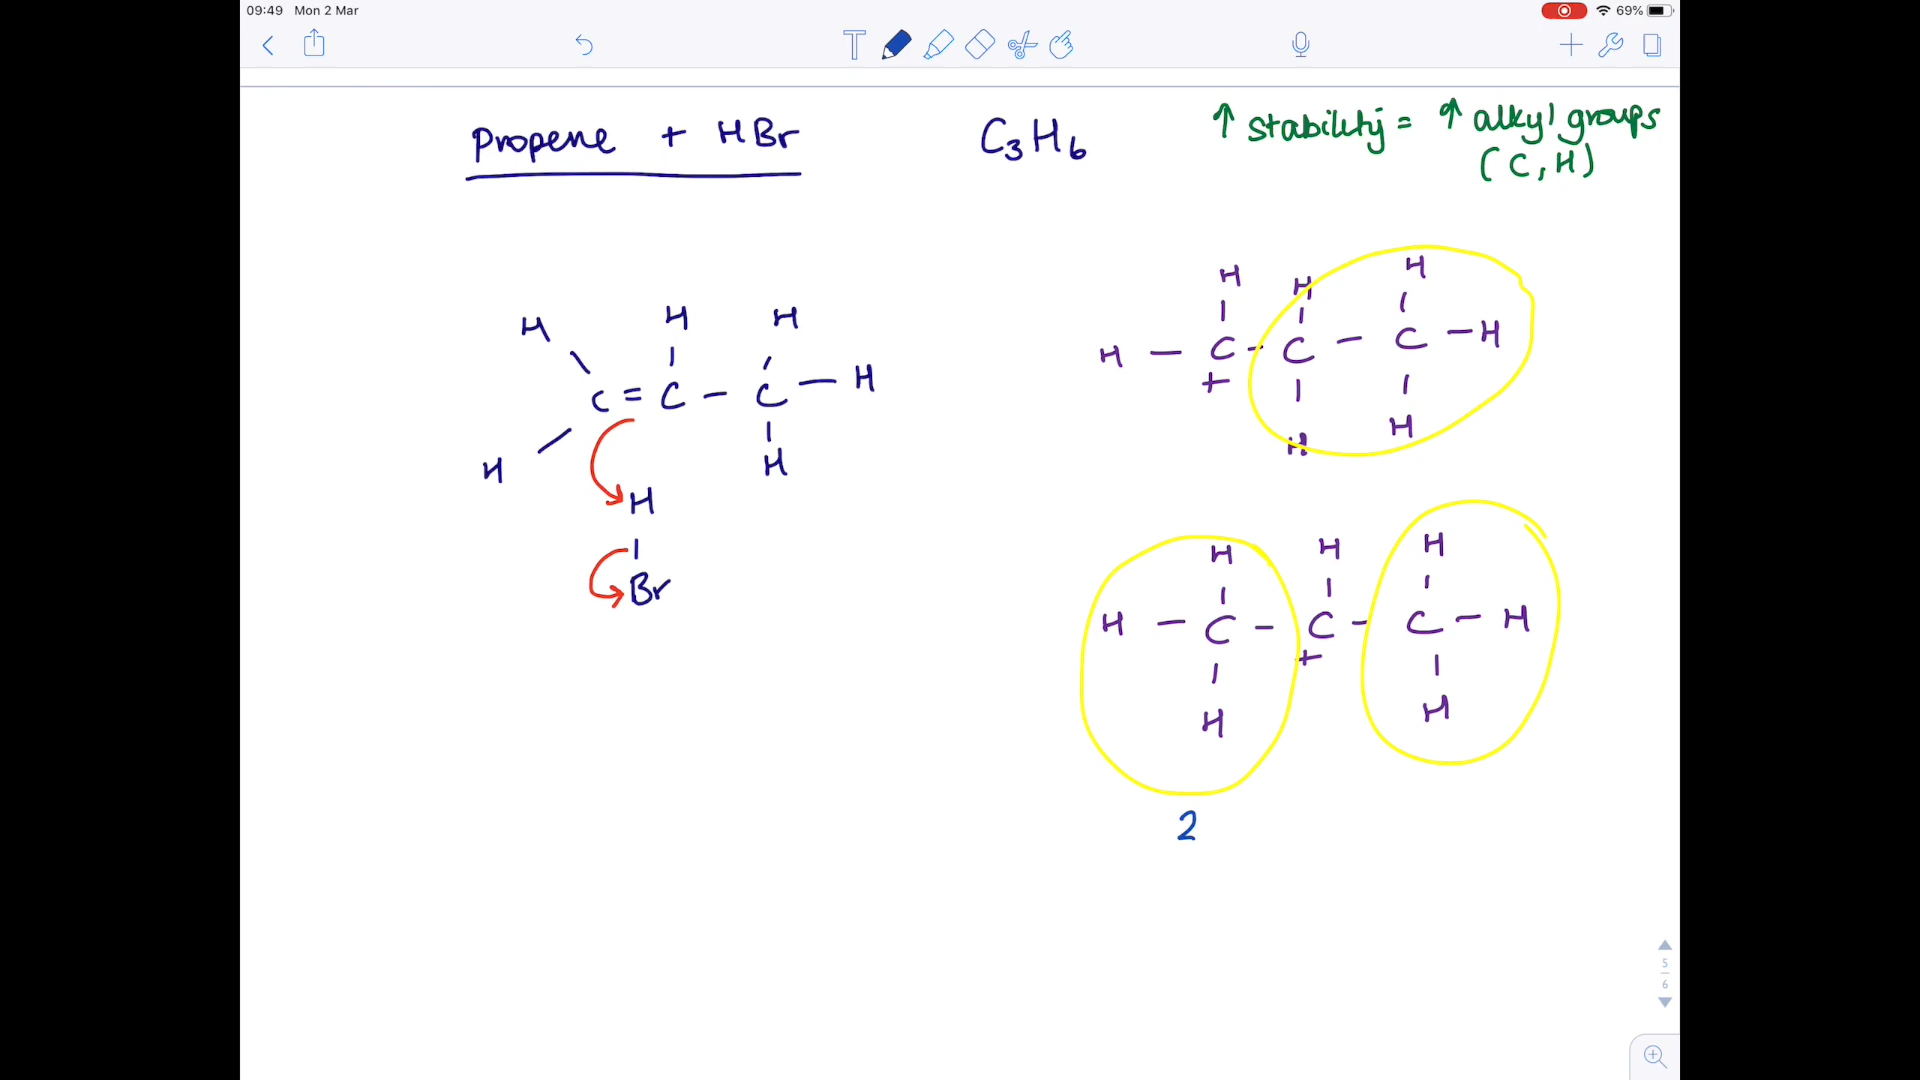 09:49 Mon 2 Mar
69%
T
Propene + HBr
C₃H₆
↑ stability = ↑ alkyl groups
(C, H)
H H H
C = C - C - H
H H
H
Br
H H H
H - C - C - C - H
+
H H
H H H
H - C - C - C - H
+
H H
2
5
6